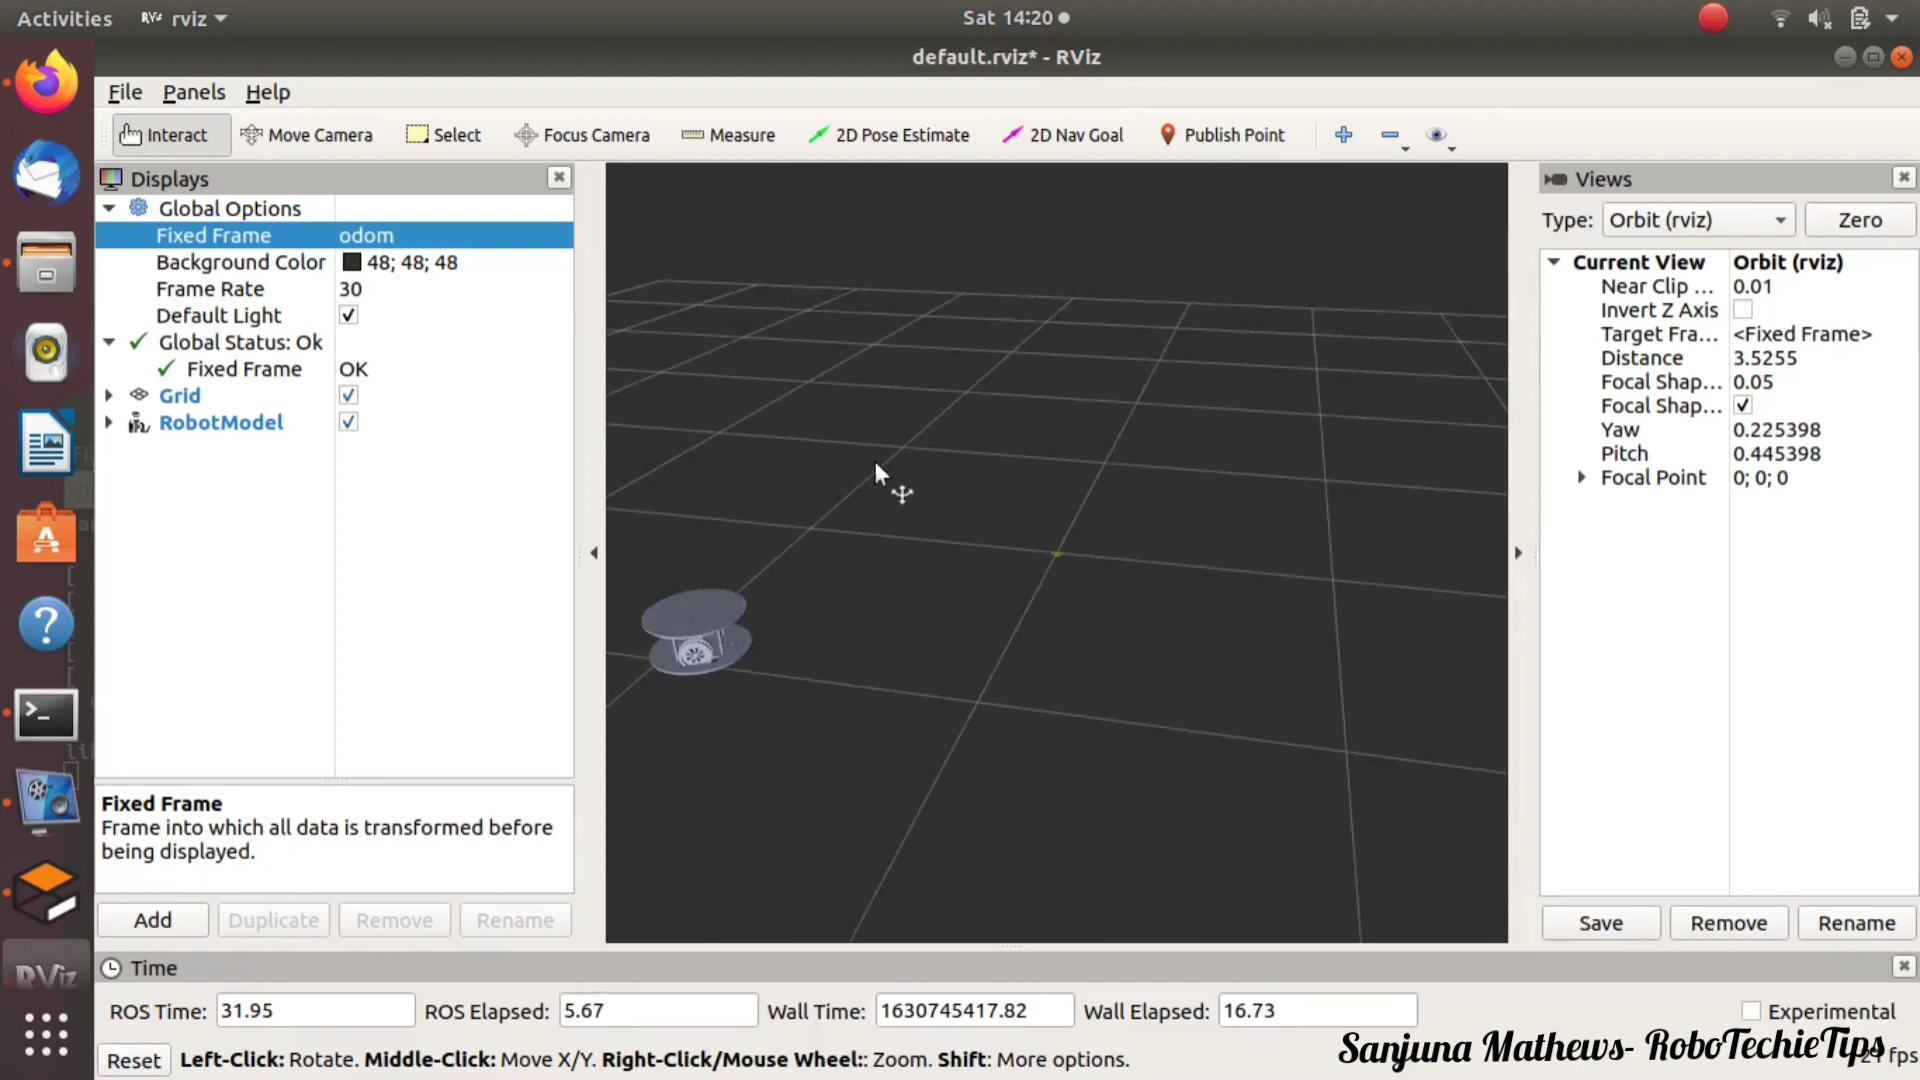 Activities RViz rviz Sat 14:20
default.rviz* - RViz
File Panels Help
Interact Move Camera Select Focus Camera Measure 2D Pose Estimate 2D Nav Goal Publish Point
Displays
Global Options
Fixed Frame odom
Background Color 48; 48; 48
Frame Rate 30
Default Light
Global Status: Ok
Fixed Frame OK
Grid
RobotModel
Fixed Frame
Frame into which all data is transformed before
being displayed.
Add Duplicate Remove Rename
Views
Type: Orbit (rviz) Zero
Current View Orbit (rviz)
Near Clip ... 0.01
Invert Z Axis
Target Fra... <Fixed Frame>
Distance 3.5255
Focal Shap... 0.05
Focal Shap...
Yaw 0.225398
Pitch 0.445398
Focal Point 0; 0; 0
Save Remove Rename
RViz
Time
ROS Time: 31.95 ROS Elapsed: 5.67 Wall Time: 1630745417.82 Wall Elapsed: 16.73 Experimental
Reset Left-Click: Rotate. Middle-Click: Move X/Y. Right-Click/Mouse Wheel:: Zoom. Shift: More options. fps
Sanjuna Mathews- RoboTechieTips